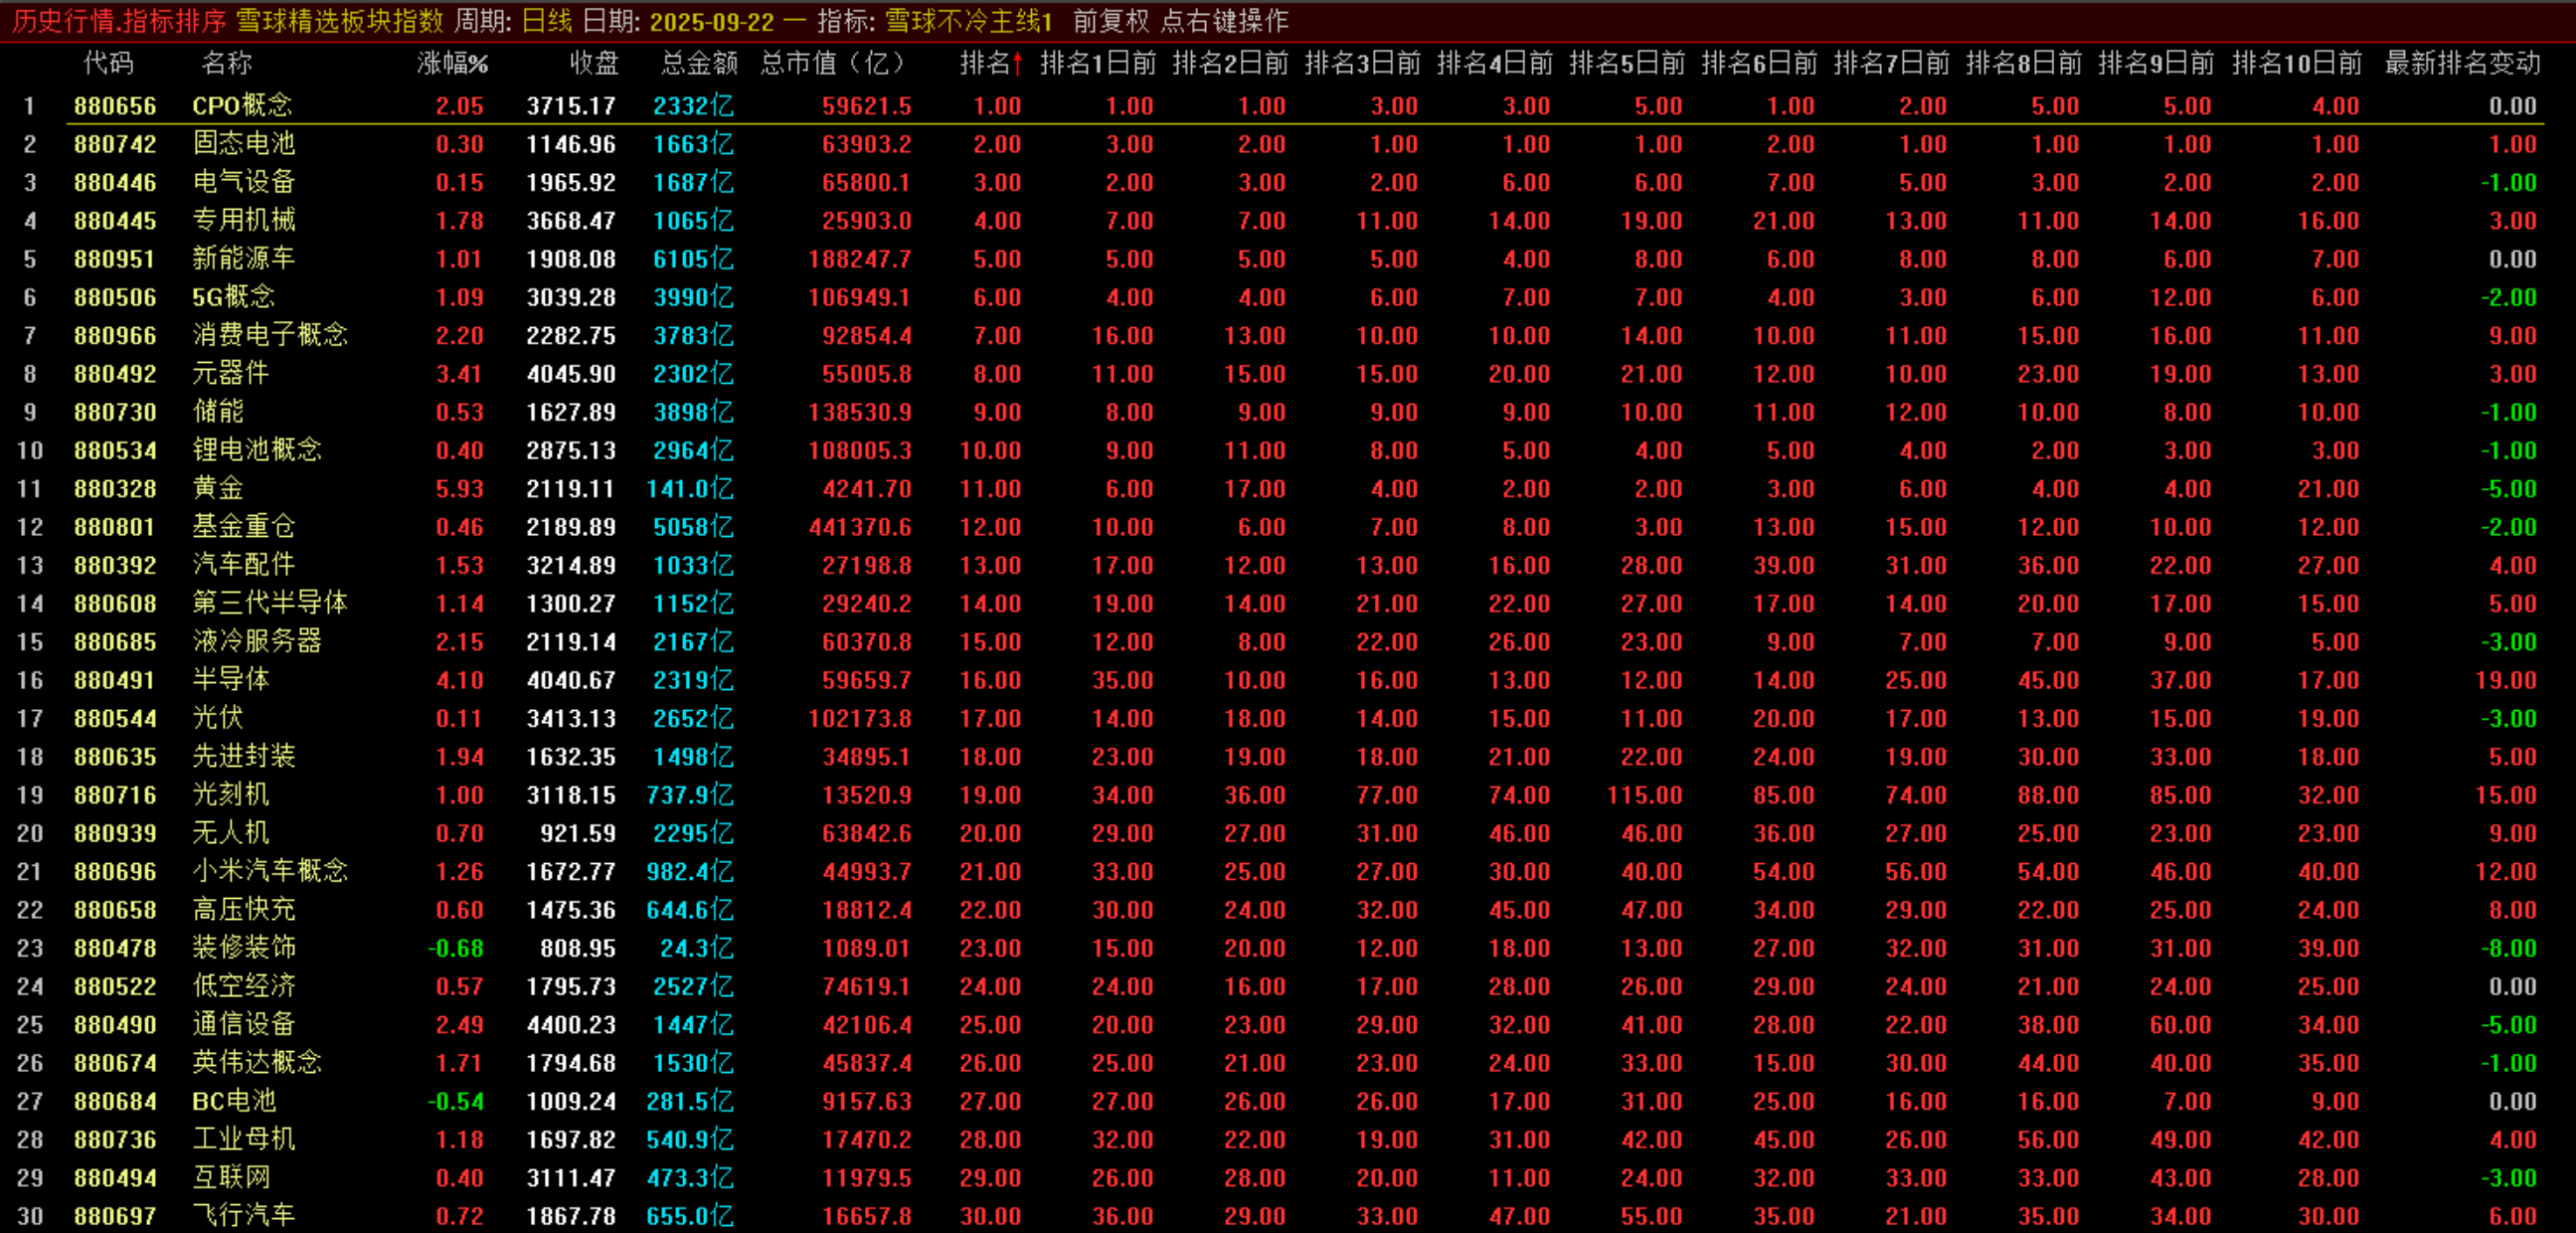 历史行情.指标排序 雪球精选板块指数 周期: 日线 日期: 2025-09-22 一 指标: 雪球不冷主线1 前复权 点右键操作
代码 名称 涨幅% 收盘 总金额 总市值（亿） 排名↑ 排名1日前 排名2日前 排名3日前 排名4日前 排名5日前 排名6日前 排名7日前 排名8日前 排名9日前 排名10日前 最新排名变动
1 880656 CPO概念 2.05 3715.17 2332亿 59621.5 1.00 1.00 1.00 3.00 3.00 5.00 1.00 2.00 5.00 5.00 4.00 0.00
2 880742 固态电池 0.30 1146.96 1663亿 63903.2 2.00 3.00 2.00 1.00 1.00 1.00 2.00 1.00 1.00 1.00 1.00 1.00
3 880446 电气设备 0.15 1965.92 1687亿 65800.1 3.00 2.00 3.00 2.00 6.00 6.00 7.00 5.00 3.00 2.00 2.00 -1.00
4 880445 专用机械 1.78 3668.47 1065亿 25903.0 4.00 7.00 7.00 11.00 14.00 19.00 21.00 13.00 11.00 14.00 16.00 3.00
5 880951 新能源车 1.01 1908.08 6105亿 188247.7 5.00 5.00 5.00 5.00 4.00 8.00 6.00 8.00 8.00 6.00 7.00 0.00
6 880506 5G概念 1.09 3039.28 3990亿 106949.1 6.00 4.00 4.00 6.00 7.00 7.00 4.00 3.00 6.00 12.00 6.00 -2.00
7 880966 消费电子概念 2.20 2282.75 3783亿 92854.4 7.00 16.00 13.00 10.00 10.00 14.00 10.00 11.00 15.00 16.00 11.00 9.00
8 880492 元器件 3.41 4045.90 2302亿 55005.8 8.00 11.00 15.00 15.00 20.00 21.00 12.00 10.00 23.00 19.00 13.00 3.00
9 880730 储能 0.53 1627.89 3898亿 138530.9 9.00 8.00 9.00 9.00 9.00 10.00 11.00 12.00 10.00 8.00 10.00 -1.00
10 880534 锂电池概念 0.40 2875.13 2964亿 108005.3 10.00 9.00 11.00 8.00 5.00 4.00 5.00 4.00 2.00 3.00 3.00 -1.00
11 880328 黄金 5.93 2119.11 141.0亿 4241.70 11.00 6.00 17.00 4.00 2.00 2.00 3.00 6.00 4.00 4.00 21.00 -5.00
12 880801 基金重仓 0.46 2189.89 5058亿 441370.6 12.00 10.00 6.00 7.00 8.00 3.00 13.00 15.00 12.00 10.00 12.00 -2.00
13 880392 汽车配件 1.53 3214.89 1033亿 27198.8 13.00 17.00 12.00 13.00 16.00 28.00 39.00 31.00 36.00 22.00 27.00 4.00
14 880608 第三代半导体 1.14 1300.27 1152亿 29240.2 14.00 19.00 14.00 21.00 22.00 27.00 17.00 14.00 20.00 17.00 15.00 5.00
15 880685 液冷服务器 2.15 2119.14 2167亿 60370.8 15.00 12.00 8.00 22.00 26.00 23.00 9.00 7.00 7.00 9.00 5.00 -3.00
16 880491 半导体 4.10 4040.67 2319亿 59659.7 16.00 35.00 10.00 16.00 13.00 12.00 14.00 25.00 45.00 37.00 17.00 19.00
17 880544 光伏 0.11 3413.13 2652亿 102173.8 17.00 14.00 18.00 14.00 15.00 11.00 20.00 17.00 13.00 15.00 19.00 -3.00
18 880635 先进封装 1.94 1632.35 1498亿 34895.1 18.00 23.00 19.00 18.00 21.00 22.00 24.00 19.00 30.00 33.00 18.00 5.00
19 880716 光刻机 1.00 3118.15 737.9亿 13520.9 19.00 34.00 36.00 77.00 74.00 115.00 85.00 74.00 88.00 85.00 32.00 15.00
20 880939 无人机 0.70 921.59 2295亿 63842.6 20.00 29.00 27.00 31.00 46.00 46.00 36.00 27.00 25.00 23.00 23.00 9.00
21 880696 小米汽车概念 1.26 1672.77 982.4亿 44993.7 21.00 33.00 25.00 27.00 30.00 40.00 54.00 56.00 54.00 46.00 40.00 12.00
22 880658 高压快充 0.60 1475.36 644.6亿 18812.4 22.00 30.00 24.00 32.00 45.00 47.00 34.00 29.00 22.00 25.00 24.00 8.00
23 880478 装修装饰 -0.68 808.95 24.3亿 1089.01 23.00 15.00 20.00 12.00 18.00 13.00 27.00 32.00 31.00 31.00 39.00 -8.00
24 880522 低空经济 0.57 1795.73 2527亿 74619.1 24.00 24.00 16.00 17.00 28.00 26.00 29.00 24.00 21.00 24.00 25.00 0.00
25 880490 通信设备 2.49 4400.23 1447亿 42106.4 25.00 20.00 23.00 29.00 32.00 41.00 28.00 22.00 38.00 60.00 34.00 -5.00
26 880674 英伟达概念 1.71 1794.68 1530亿 45837.4 26.00 25.00 21.00 23.00 24.00 33.00 15.00 30.00 44.00 40.00 35.00 -1.00
27 880684 BC电池 -0.54 1009.24 281.5亿 9157.63 27.00 27.00 26.00 26.00 17.00 31.00 25.00 16.00 16.00 7.00 9.00 0.00
28 880736 工业母机 1.18 1697.82 540.9亿 17470.2 28.00 32.00 22.00 19.00 31.00 42.00 45.00 26.00 56.00 49.00 42.00 4.00
29 880494 互联网 0.40 3111.47 473.3亿 11979.5 29.00 26.00 28.00 20.00 11.00 24.00 32.00 33.00 33.00 43.00 28.00 -3.00
30 880697 飞行汽车 0.72 1867.78 655.0亿 16657.8 30.00 36.00 29.00 33.00 47.00 55.00 35.00 21.00 35.00 34.00 30.00 6.00